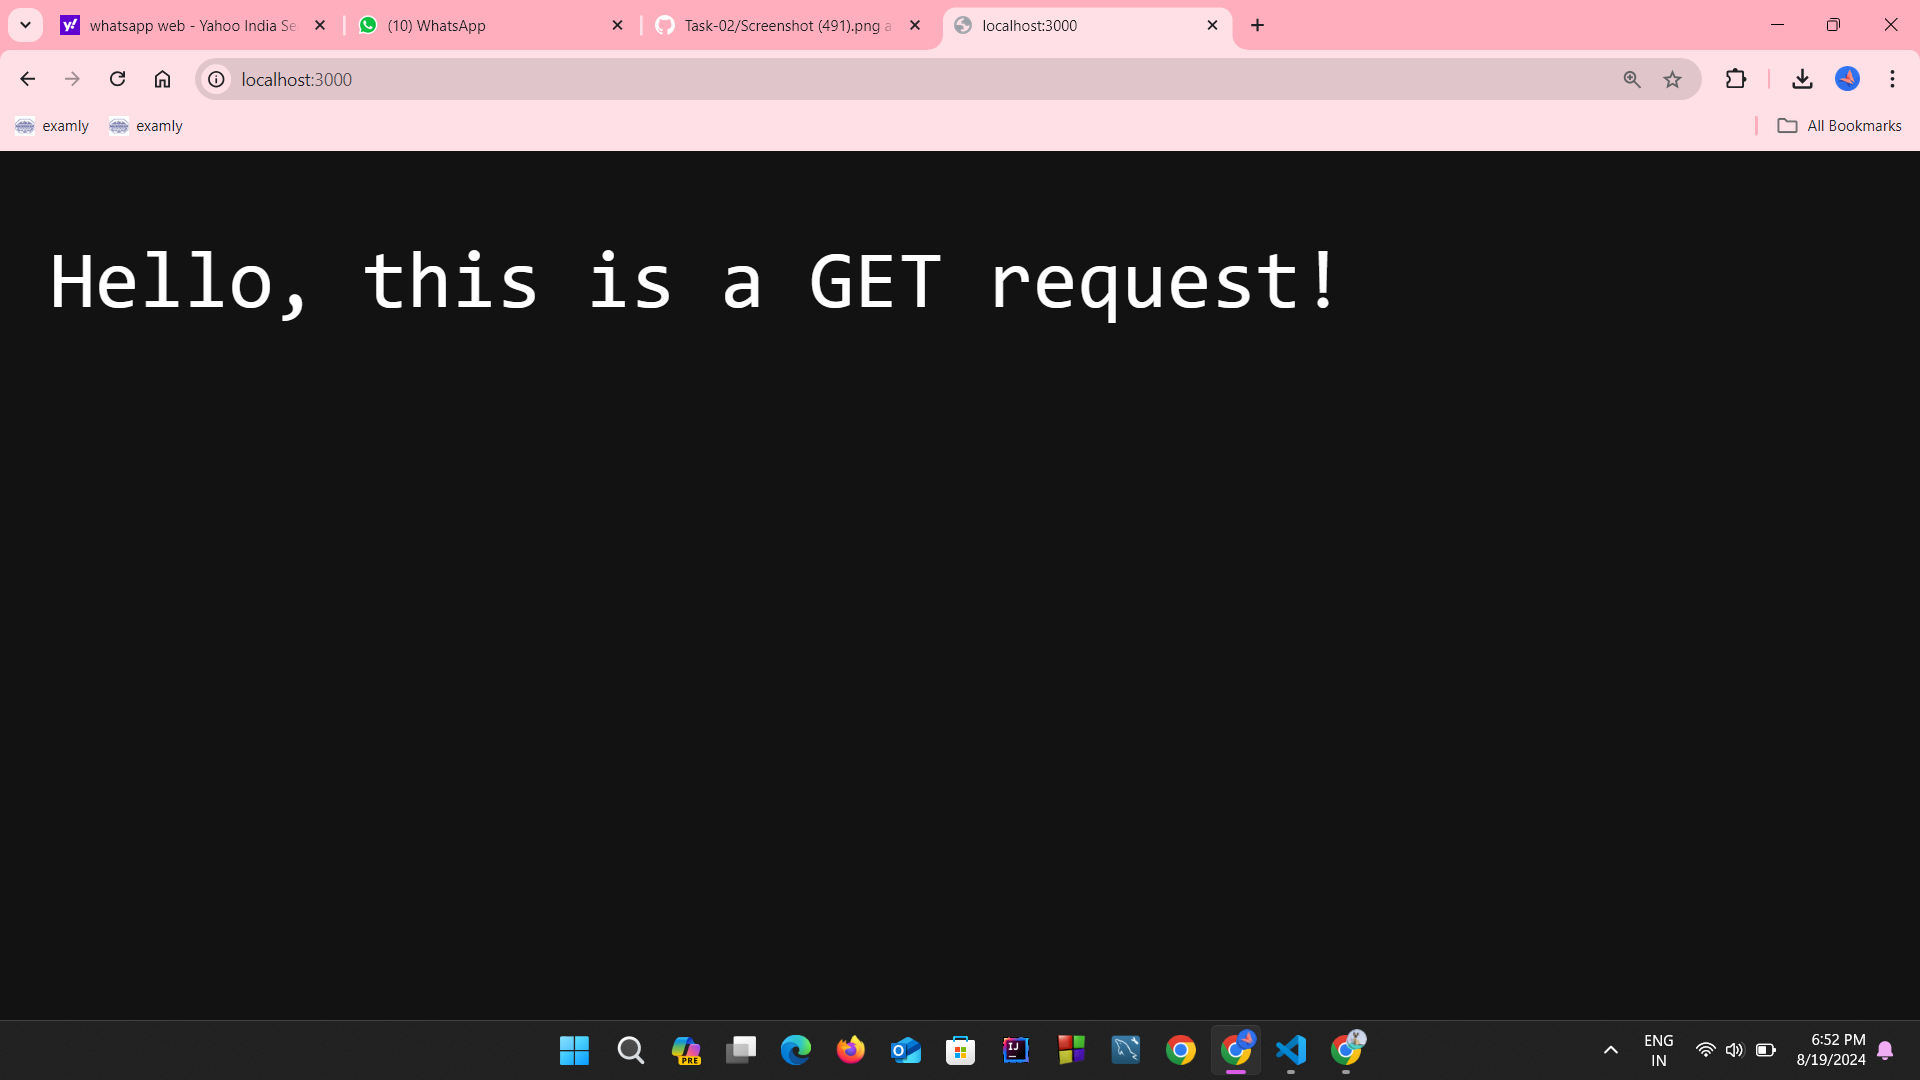 whatsapp web - Yahoo India Se
(10) WhatsApp
Task-02/Screenshot (491).png a
localhost:3000
localhost:3000
examly
examly
All Bookmarks
Hello, this is a GET request!
PRE
ENG
IN
6:52 PM
8/19/2024